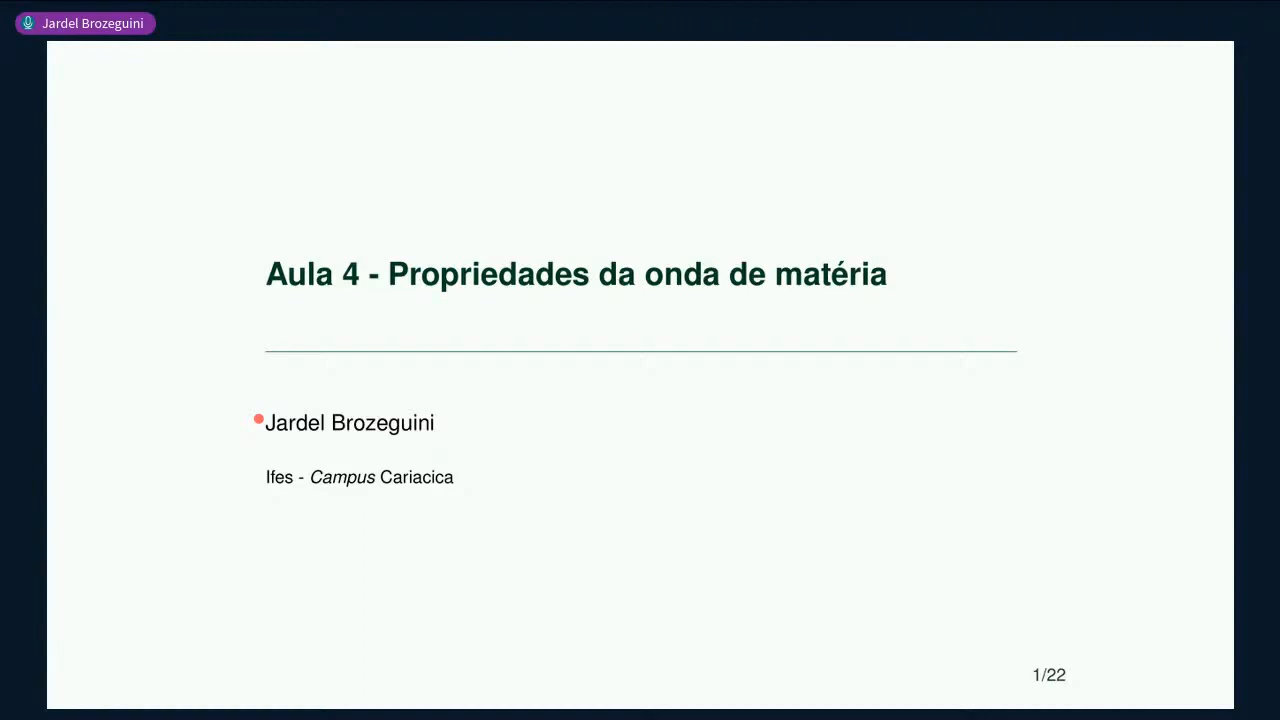 Jardel Brozeguini
Aula 4 - Propriedades da onda de matéria
Jardel Brozeguini
Ifes - Campus Cariacica
1/22